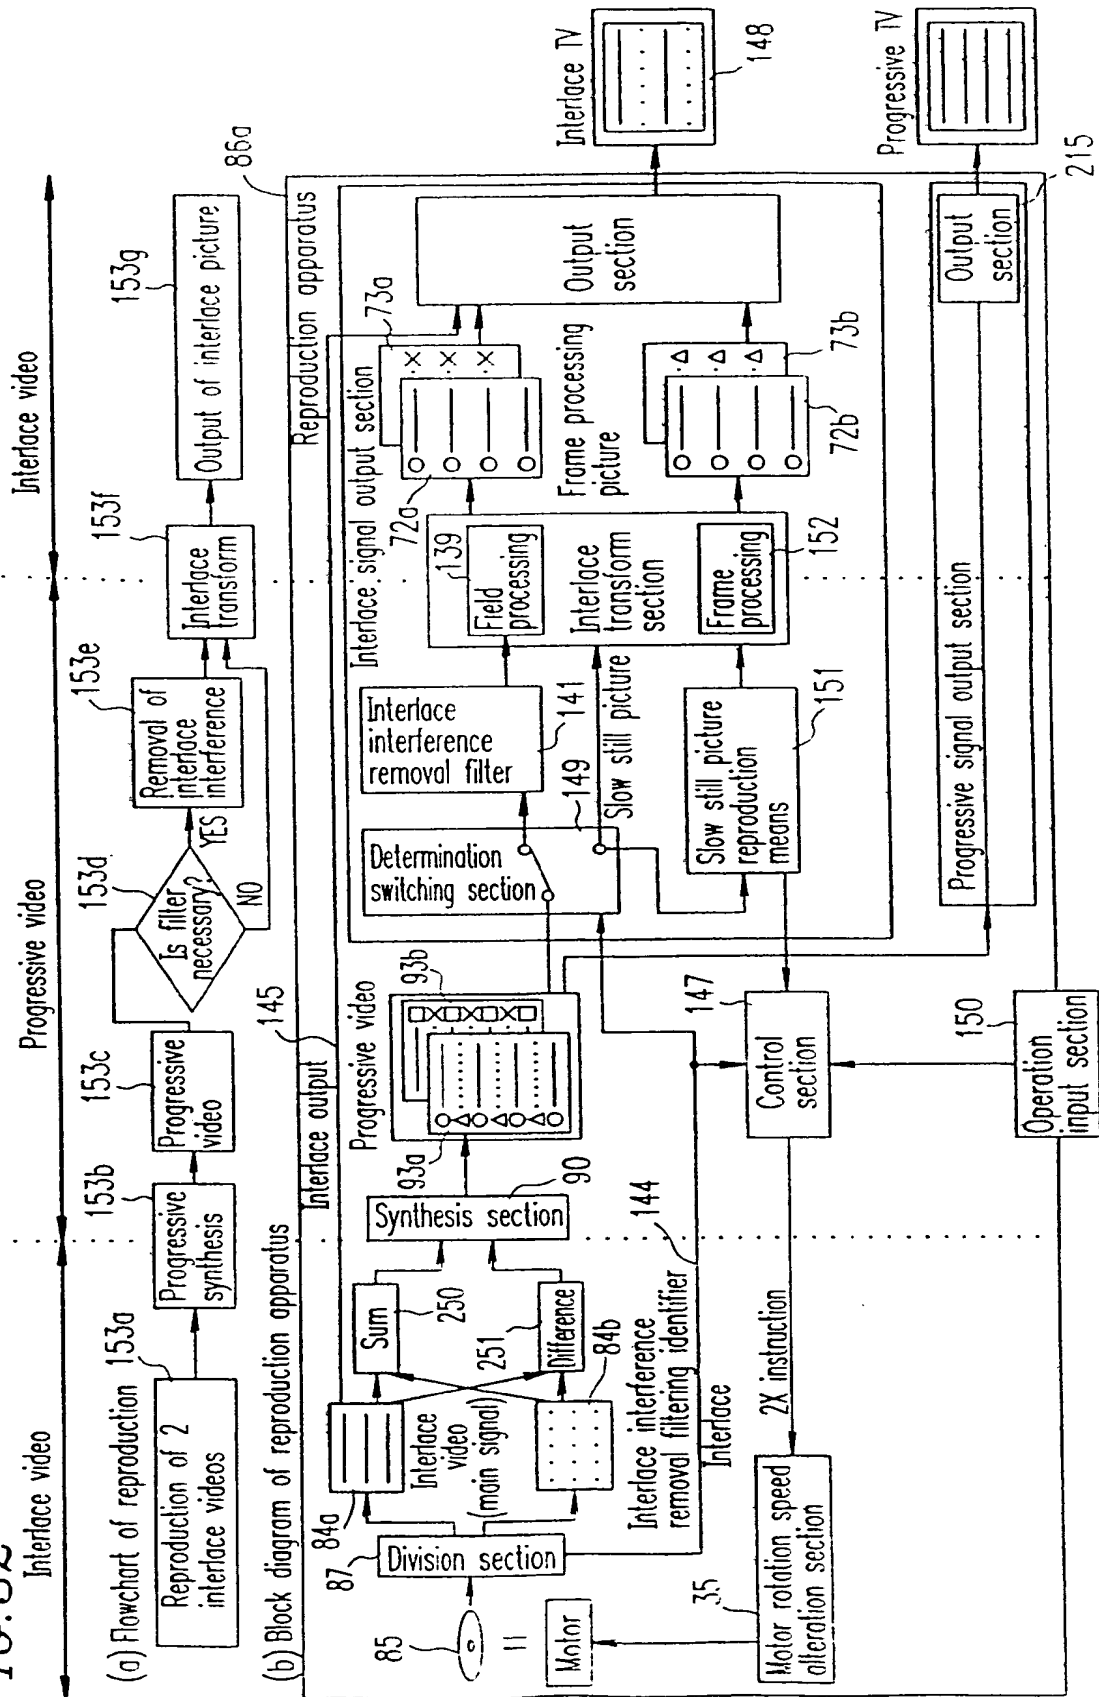 Interlace video
Progressive video
Interlace video
(a) Flowchart of reproduction
153a
Reproduction of 2
interlace videos
153b
Progressive
synthesis
153c
Progressive
video
153d
Is filter
necessary?
YES
NO
153e
Removal of
interlace
interference
153f
Interlace
transform
153g
Output of interlace picture
(b) Block diagram of reproduction apparatus
Interlace output
145
Reproduction apparatus
86a
85
Motor
87
Division section
84a
Interlace
video
(main signal)
84b
Sum
250
Difference
251
Synthesis section
90
Progressive video
93a
93b
Interlace interference
removal filtering identifier
Interlace
144
Determination
switching section
149
Interlace
interference
removal filter
141
Slow still picture
Slow still picture
reproduction
means
151
Interlace signal output section
139
Field
processing
Interlace
transform
section
Frame
processing
152
72a
73a
Frame processing
picture
72b
73b
Output
section
Interlace TV
148
Motor rotation speed
alteration section
35
2X instruction
Control
section
147
Operation
input section
150
Progressive signal output section
Output
section
215
Progressive TV